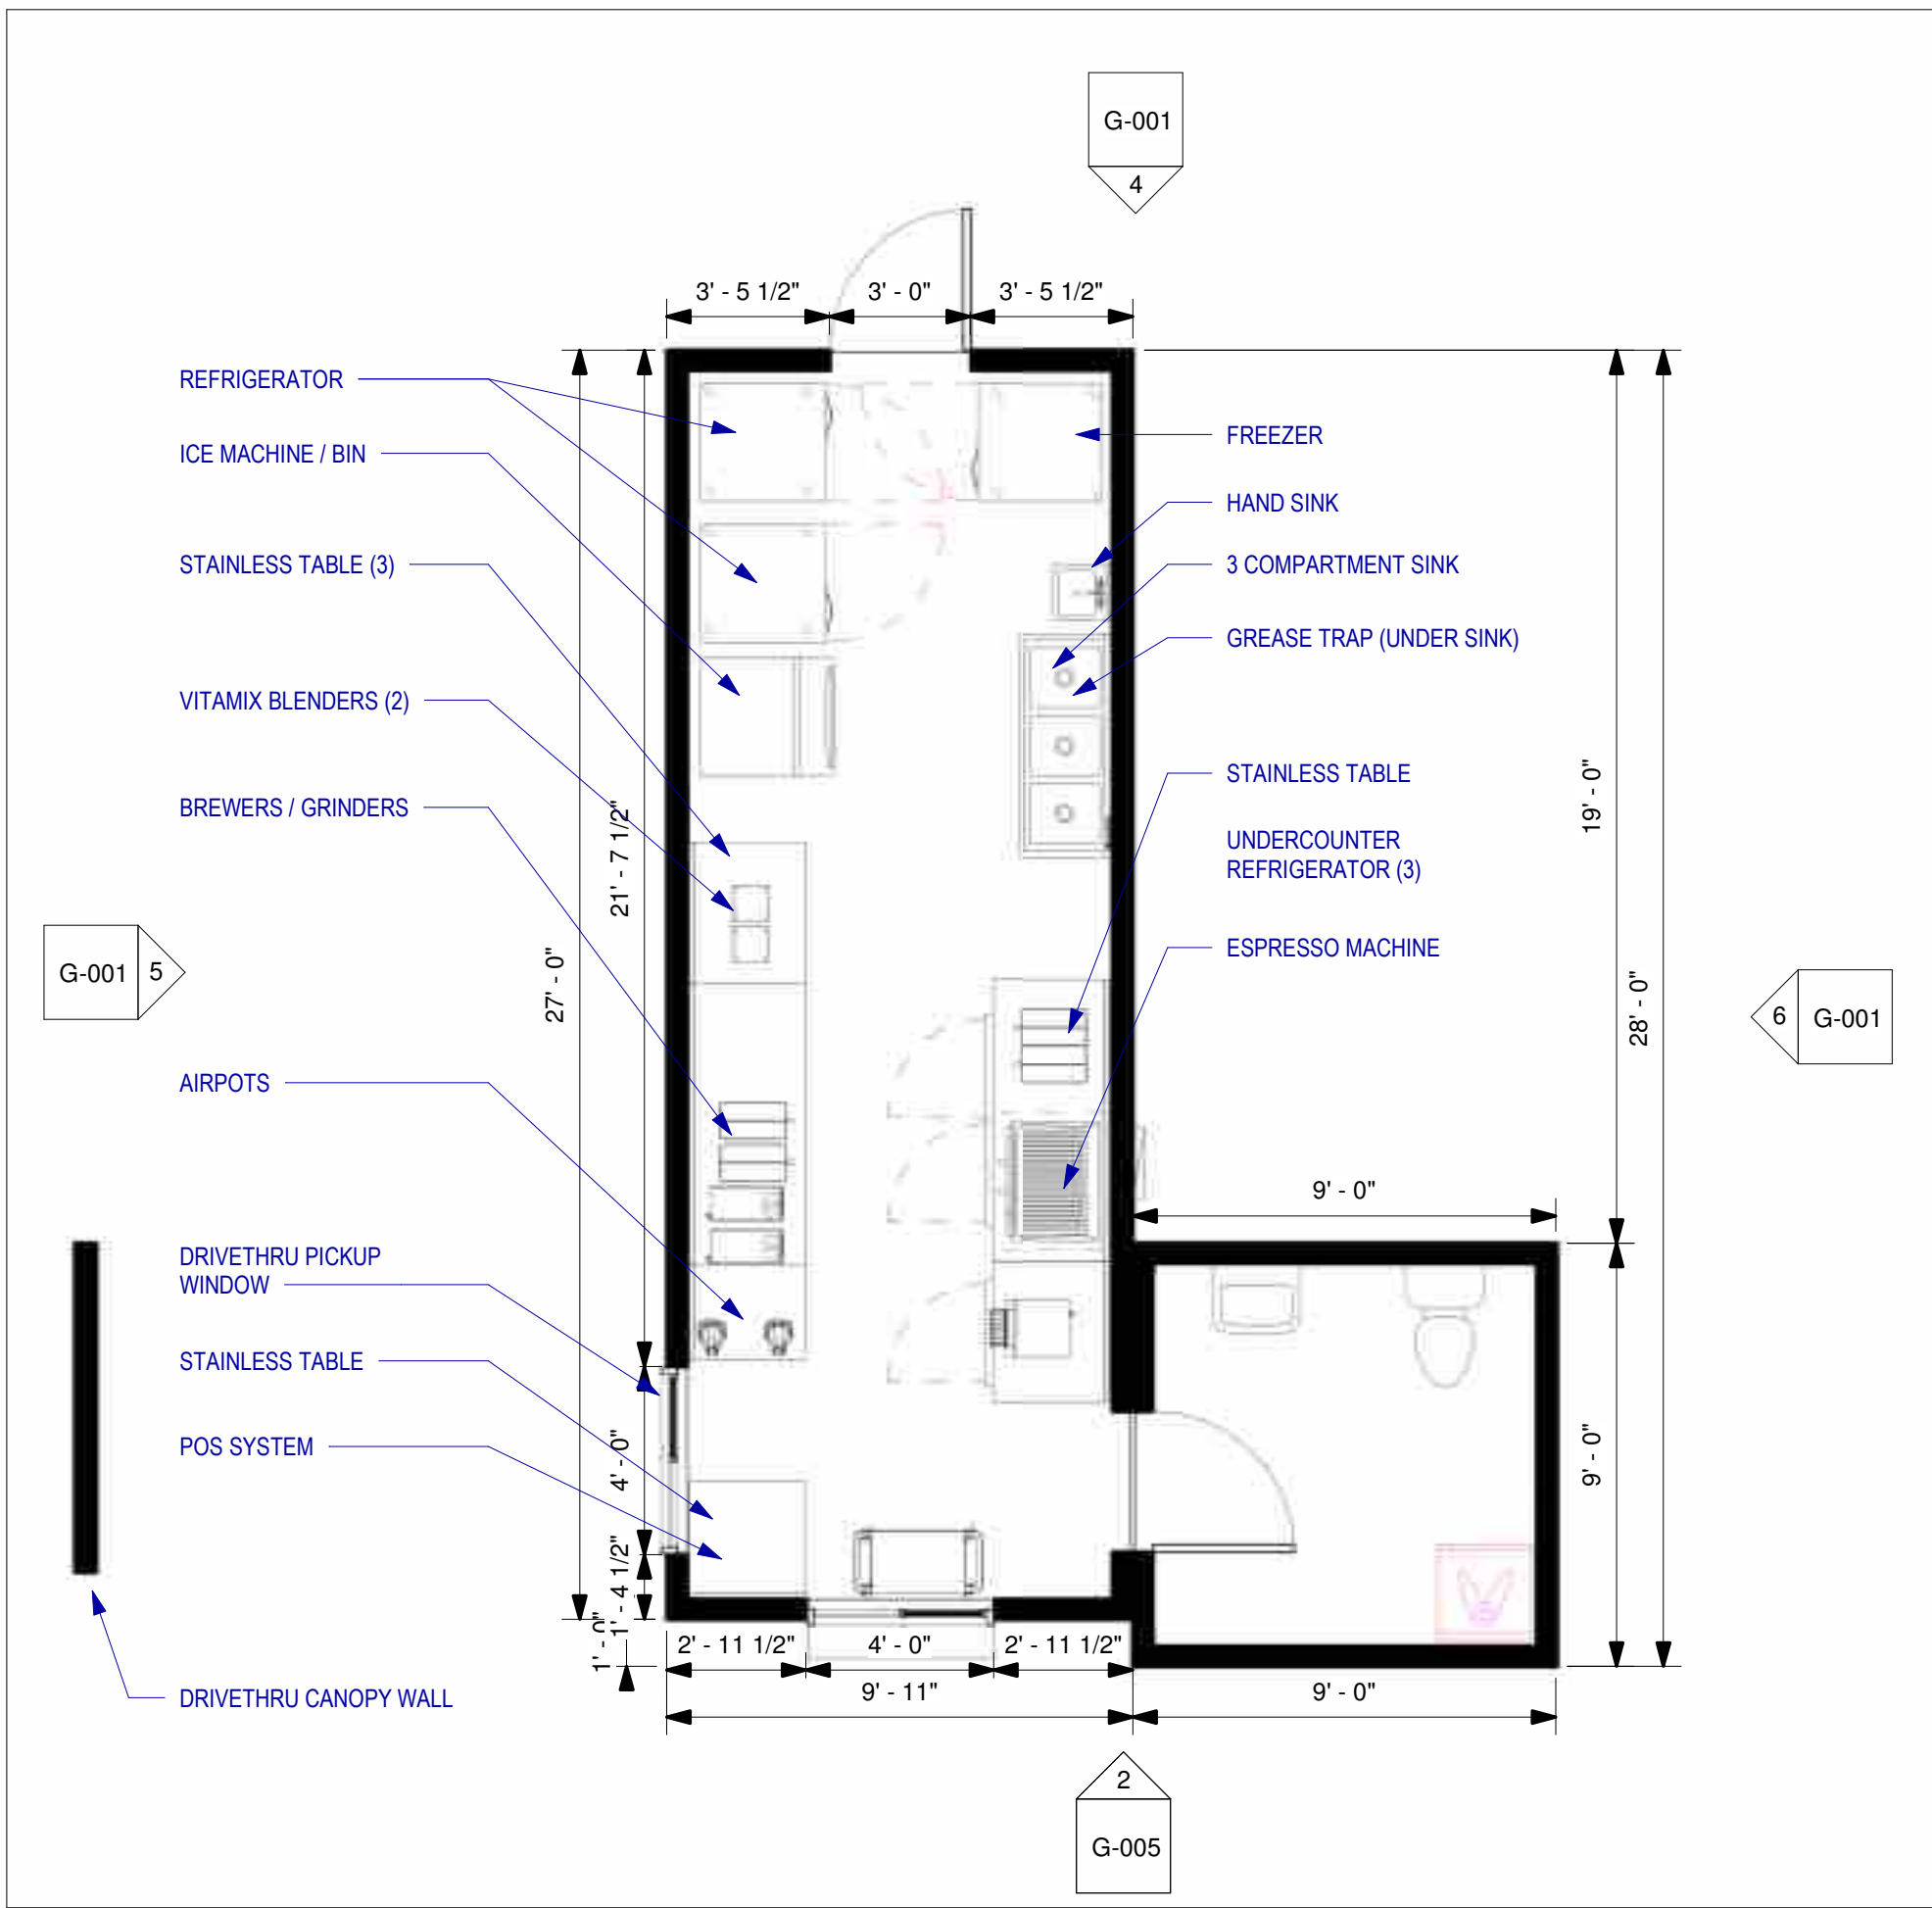 G-001
4
3' - 5 1/2"
3' - 0"
3' - 5 1/2"
REFRIGERATOR
ICE MACHINE / BIN
STAINLESS TABLE (3)
VITAMIX BLENDERS (2)
BREWERS / GRINDERS
AIRPOTS
DRIVETHRU PICKUP
WINDOW
STAINLESS TABLE
POS SYSTEM
DRIVETHRU CANOPY WALL
G-001
5
27' - 0"
21' - 7 1/2"
4' - 0"
1' - 4 1/2"
1' - 0"
FREEZER
HAND SINK
3 COMPARTMENT SINK
GREASE TRAP (UNDER SINK)
STAINLESS TABLE
UNDERCOUNTER
REFRIGERATOR (3)
ESPRESSO MACHINE
19' - 0"
28' - 0"
9' - 0"
9' - 0"
6
G-001
2' - 11 1/2"
4' - 0"
2' - 11 1/2"
9' - 11"
9' - 0"
2
G-005